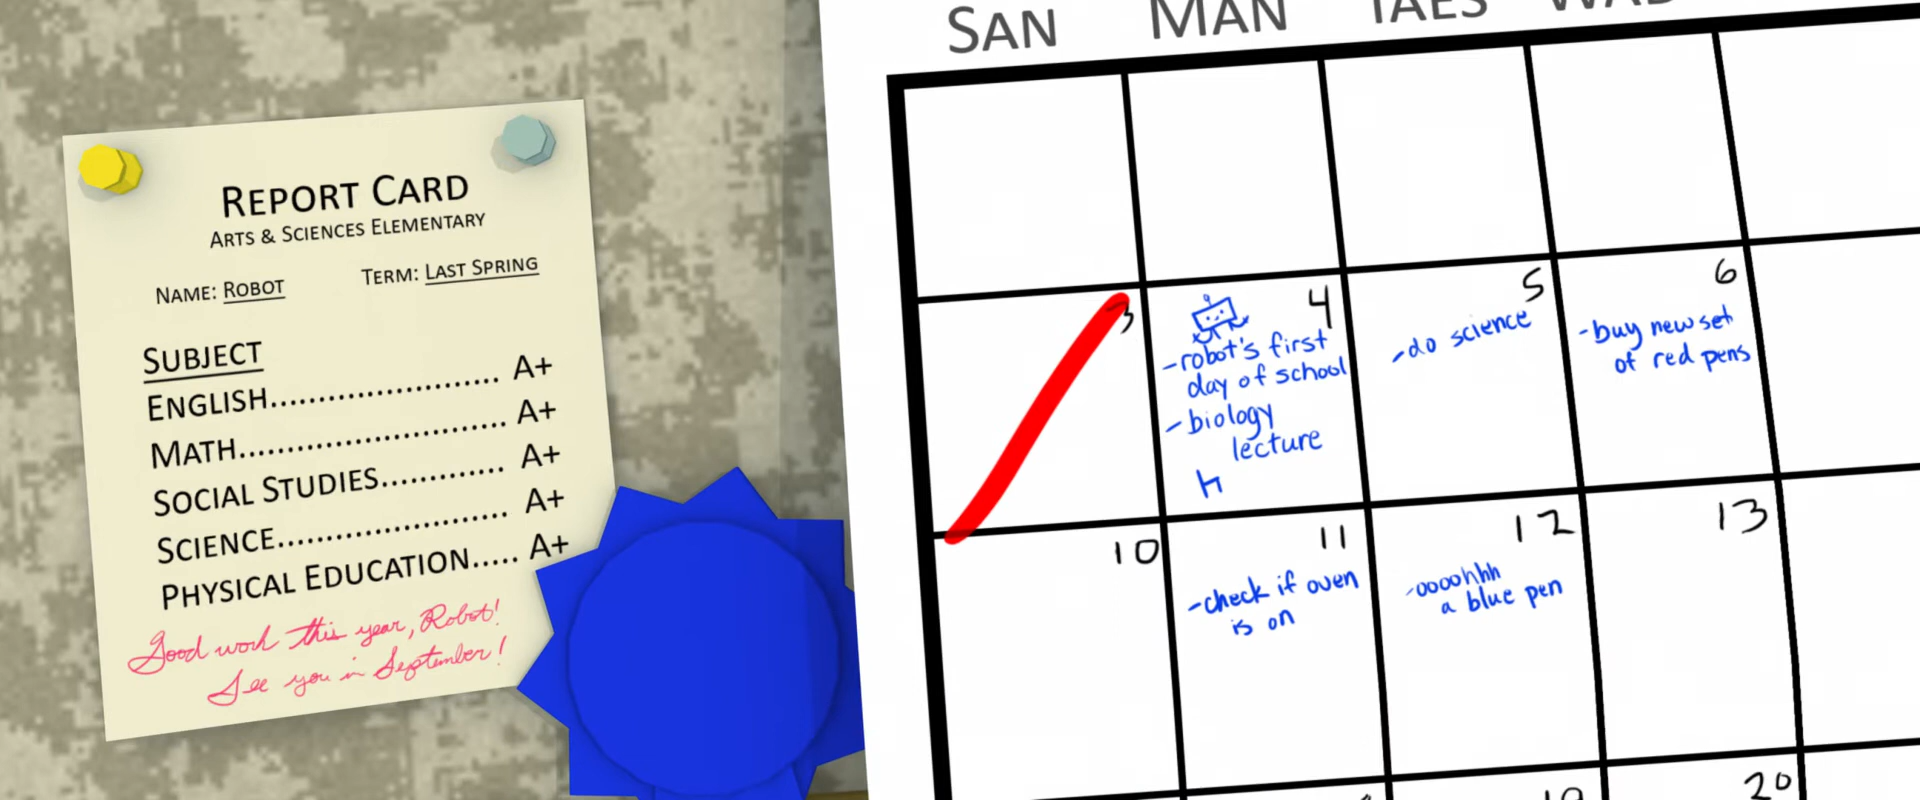 REPORT CARD
ARTS & SCIENCES ELEMENTARY
NAME: ROBOT
TERM: LAST SPRING
SUBJECT
ENGLISH.......................... A+
MATH.............................. A+
SOCIAL STUDIES............ A+
SCIENCE........................ A+
PHYSICAL EDUCATION..... A+
Good work this year, Robot!
See you in September!
SAN MAN TAES WAD
3
4
-robot's first
day of school
-biology
lecture
5
-do science
6
-buy new set
of red pens
10
11
-check if oven
is on
12
-oooohhh
a blue pen
13
19
20